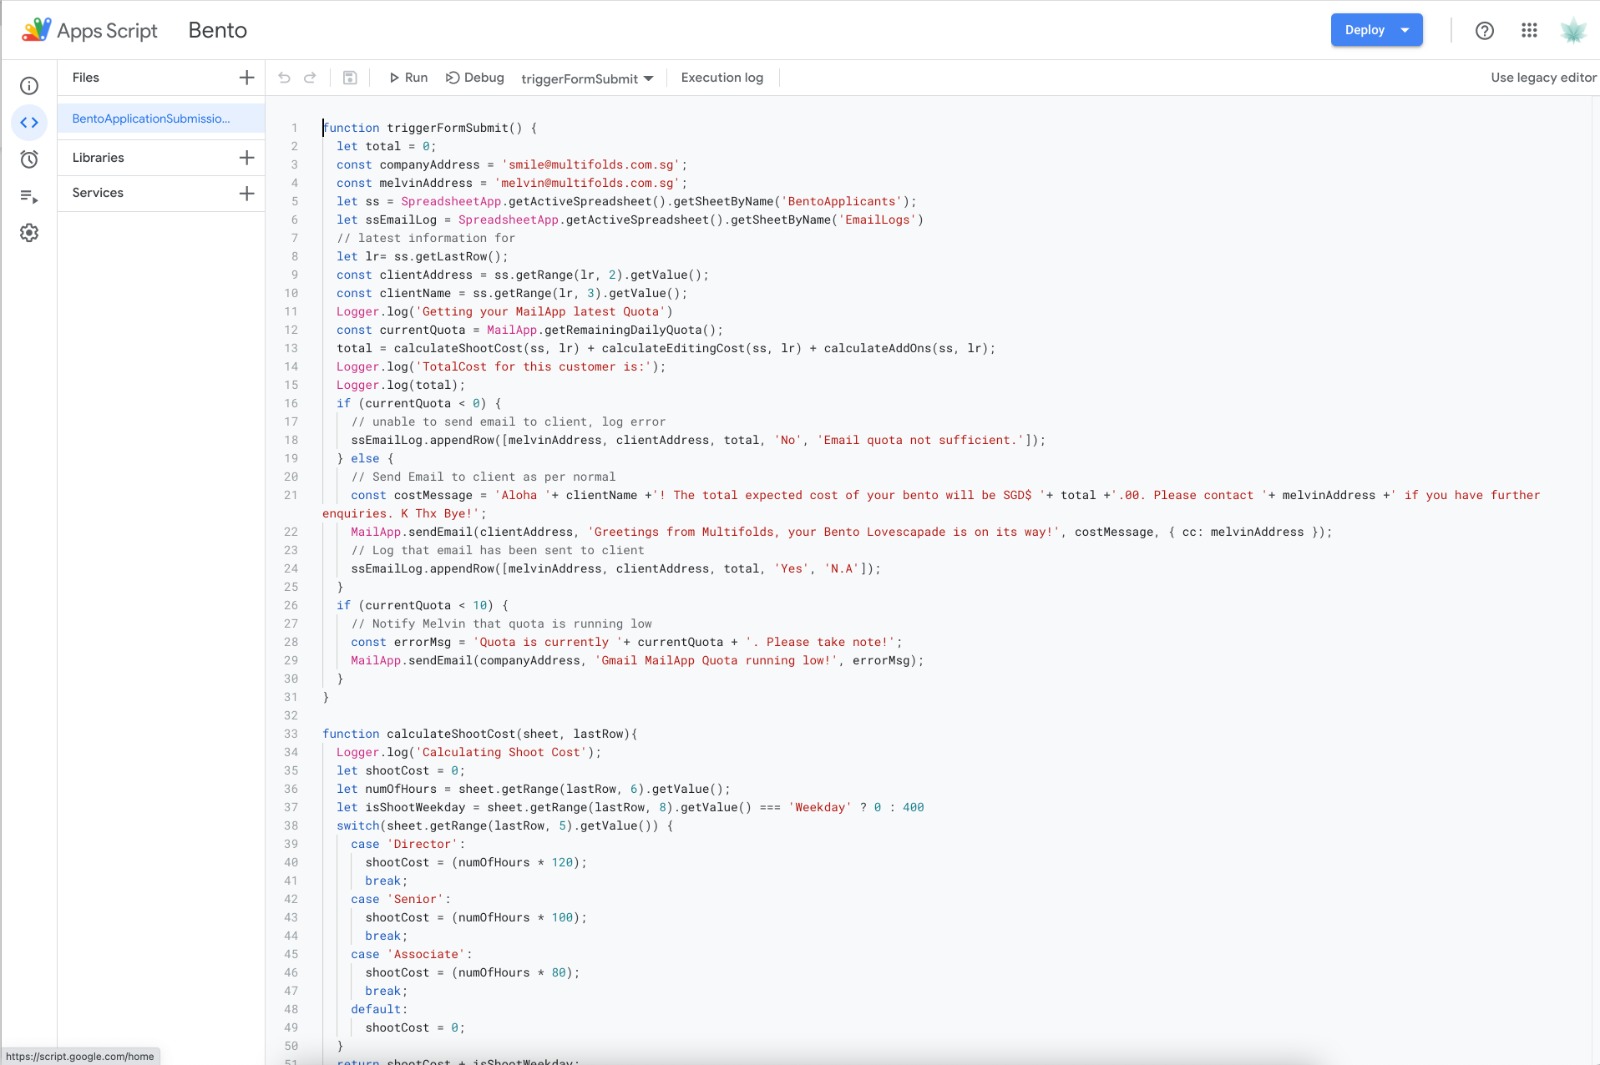 Apps Script
Bento
Deploy
Files
Run
Debug
triggerFormSubmit
Execution log
Use legacy editor
BentoApplicationSubmissio...
Libraries
Services
1 function triggerFormSubmit() {
2 let total = 0;
3 const companyAddress = 'smile@multifolds.com.sg';
4 const melvinAddress = 'melvin@multifolds.com.sg';
5 let ss = SpreadsheetApp.getActiveSpreadsheet().getSheetByName('BentoApplicants');
6 let ssEmailLog = SpreadsheetApp.getActiveSpreadsheet().getSheetByName('EmailLogs')
7 // latest information for
8 let lr= ss.getLastRow();
9 const clientAddress = ss.getRange(lr, 2).getValue();
10 const clientName = ss.getRange(lr, 3).getValue();
11 Logger.log('Getting your MailApp latest Quota')
12 const currentQuota = MailApp.getRemainingDailyQuota();
13 total = calculateShootCost(ss, lr) + calculateEditingCost(ss, lr) + calculateAddOns(ss, lr);
14 Logger.log('TotalCost for this customer is:');
15 Logger.log(total);
16 if (currentQuota < 0) {
17 // unable to send email to client, log error
18 ssEmailLog.appendRow([melvinAddress, clientAddress, total, 'No', 'Email quota not sufficient.']);
19 } else {
20 // Send Email to client as per normal
21 const costMessage = 'Aloha '+ clientName +'! The total expected cost of your bento will be SGD$ '+ total +'.00. Please contact '+ melvinAddress +' if you have further
enquiries. K Thx Bye!';
22 MailApp.sendEmail(clientAddress, 'Greetings from Multifolds, your Bento Lovescapade is on its way!', costMessage, { cc: melvinAddress });
23 // Log that email has been sent to client
24 ssEmailLog.appendRow([melvinAddress, clientAddress, total, 'Yes', 'N.A']);
25 }
26 if (currentQuota < 10) {
27 // Notify Melvin that quota is running low
28 const errorMsg = 'Quota is currently '+ currentQuota + '. Please take note!';
29 MailApp.sendEmail(companyAddress, 'Gmail MailApp Quota running low!', errorMsg);
30 }
31 }
32
33 function calculateShootCost(sheet, lastRow){
34 Logger.log('Calculating Shoot Cost');
35 let shootCost = 0;
36 let numOfHours = sheet.getRange(lastRow, 6).getValue();
37 let isShootWeekday = sheet.getRange(lastRow, 8).getValue() === 'Weekday' ? 0 : 400
38 switch(sheet.getRange(lastRow, 5).getValue()) {
39 case 'Director':
40 shootCost = (numOfHours * 120);
41 break;
42 case 'Senior':
43 shootCost = (numOfHours * 100);
44 break;
45 case 'Associate':
46 shootCost = (numOfHours * 80);
47 break;
48 default:
49 shootCost = 0;
50 }
51 return shootCost + isShootWeekday;
https://script.google.com/home